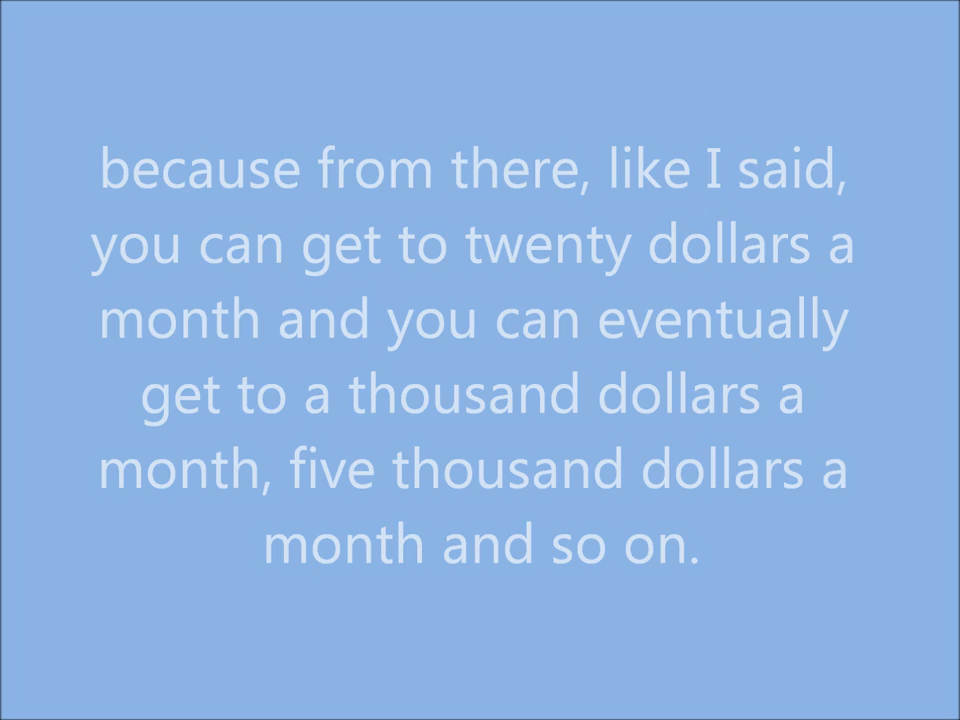 because from there, like I said,
you can get to twenty dollars a
month and you can eventually
get to a thousand dollars a
month, five thousand dollars a
month and so on.